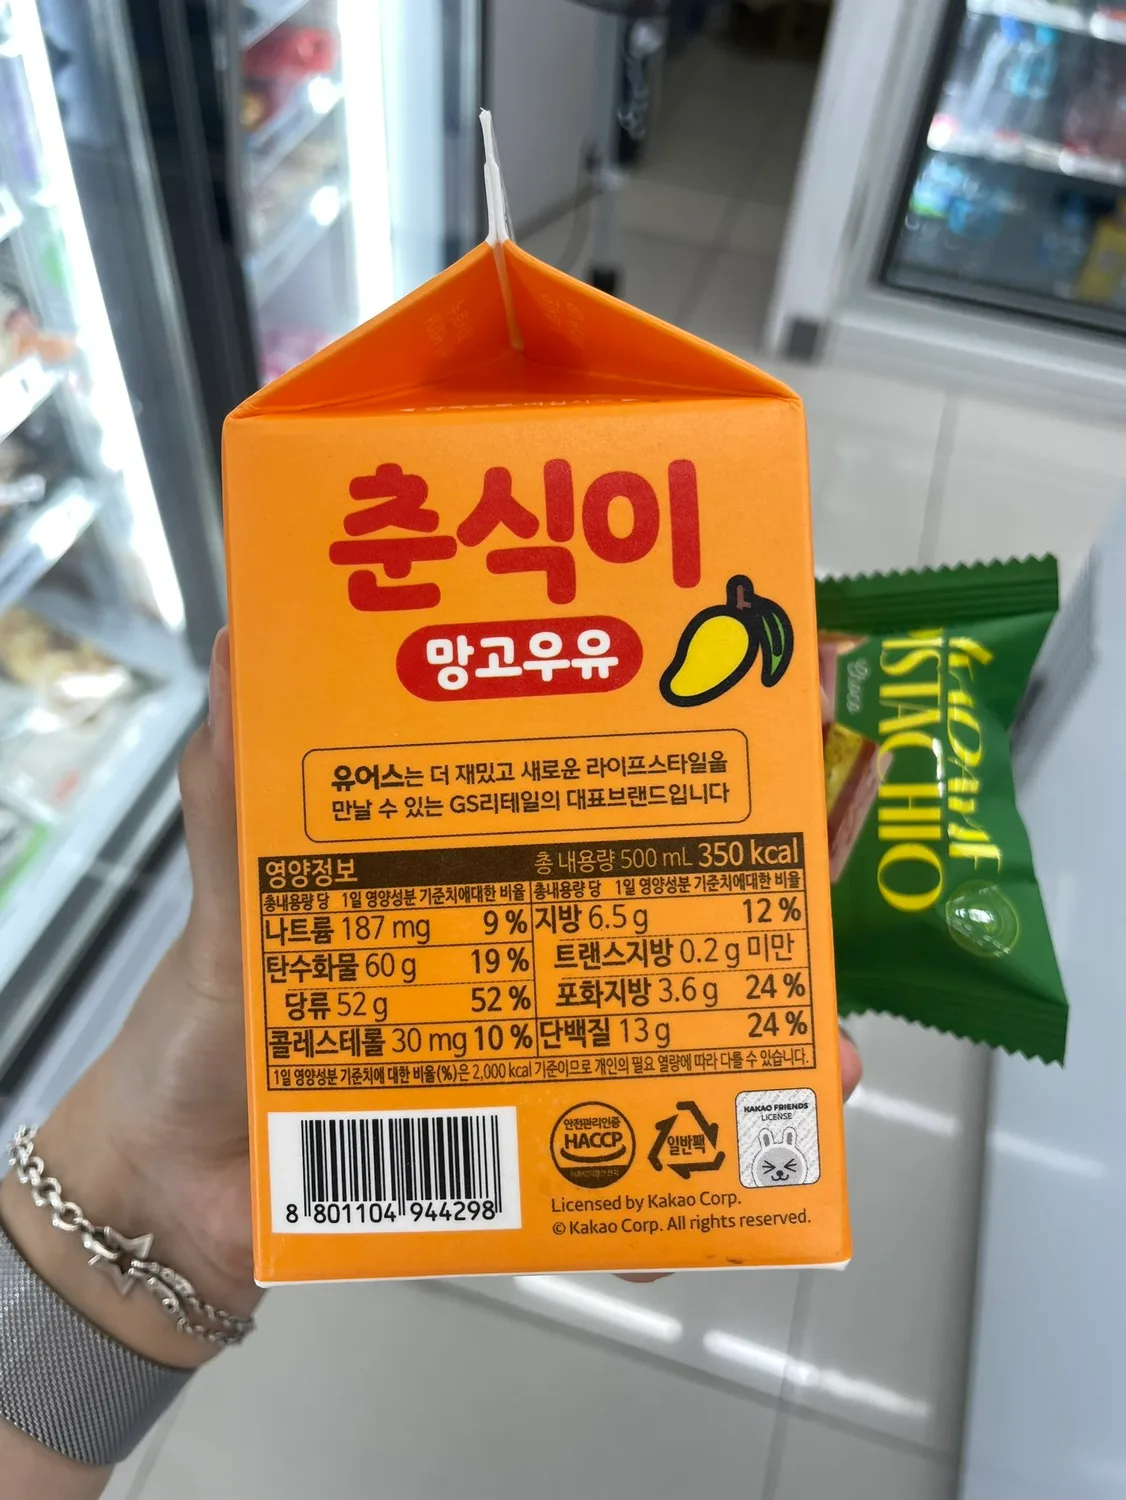 춘식이
망고우유
유어스는 더 재밌고 새로운 라이프스타일을
만날 수 있는 GS리테일의 대표브랜드입니다
영양정보 총 내용량 500 mL 350 kcal
총내용량 당 1일 영양성분 기준치에대한 비율 총내용량 당 1일 영양성분 기준치에대한 비율
나트륨 187 mg 9 % 지방 6.5 g 12 %
탄수화물 60 g 19 % 트랜스지방 0.2 g 미만
당류 52 g 52 % 포화지방 3.6 g 24 %
콜레스테롤 30 mg 10 % 단백질 13 g 24 %
1일 영양성분 기준치에 대한 비율(%)은 2,000 kcal 기준이므로 개인의 필요 열량에 따라 다를 수 있습니다.
8 801104 944298
안전관리인증
HACCP
일반팩
KAKAO FRIENDS
LICENSE
Licensed by Kakao Corp.
© Kakao Corp. All rights reserved.